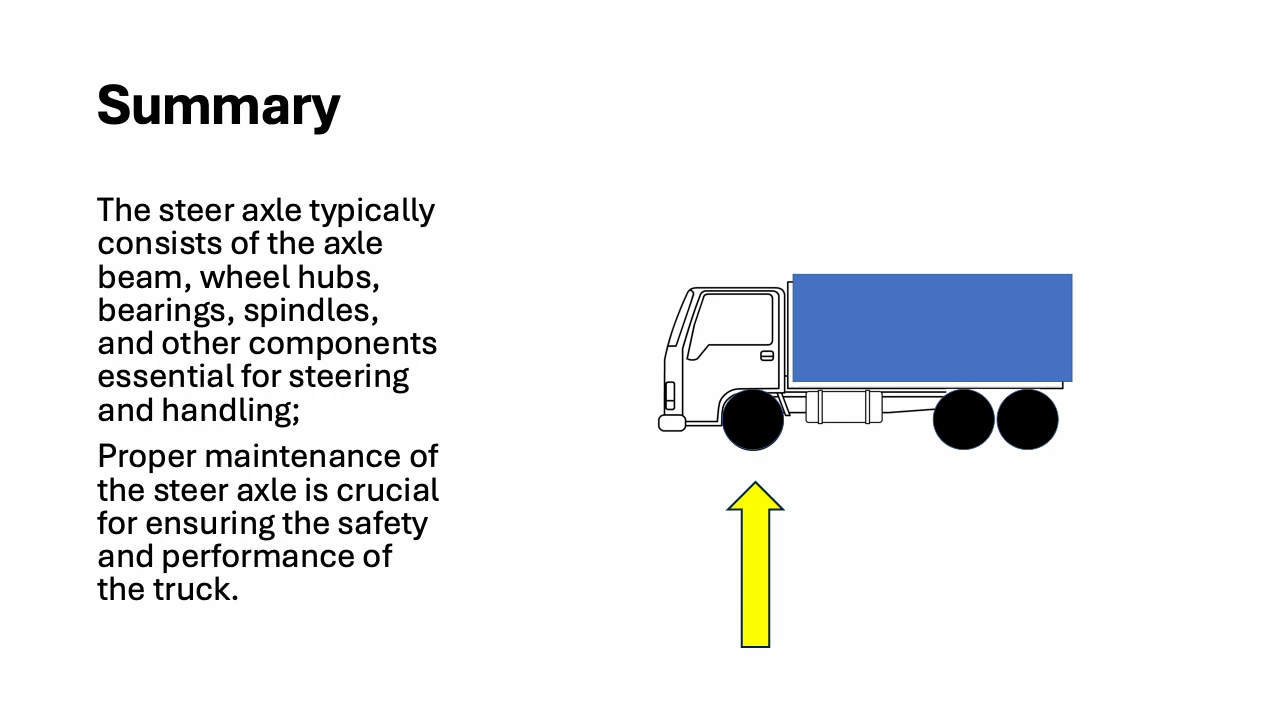 Summary
The steer axle typically
consists of the axle
beam, wheel hubs,
bearings, spindles,
and other components
essential for steering
and handling;
Proper maintenance of
the steer axle is crucial
for ensuring the safety
and performance of
the truck.